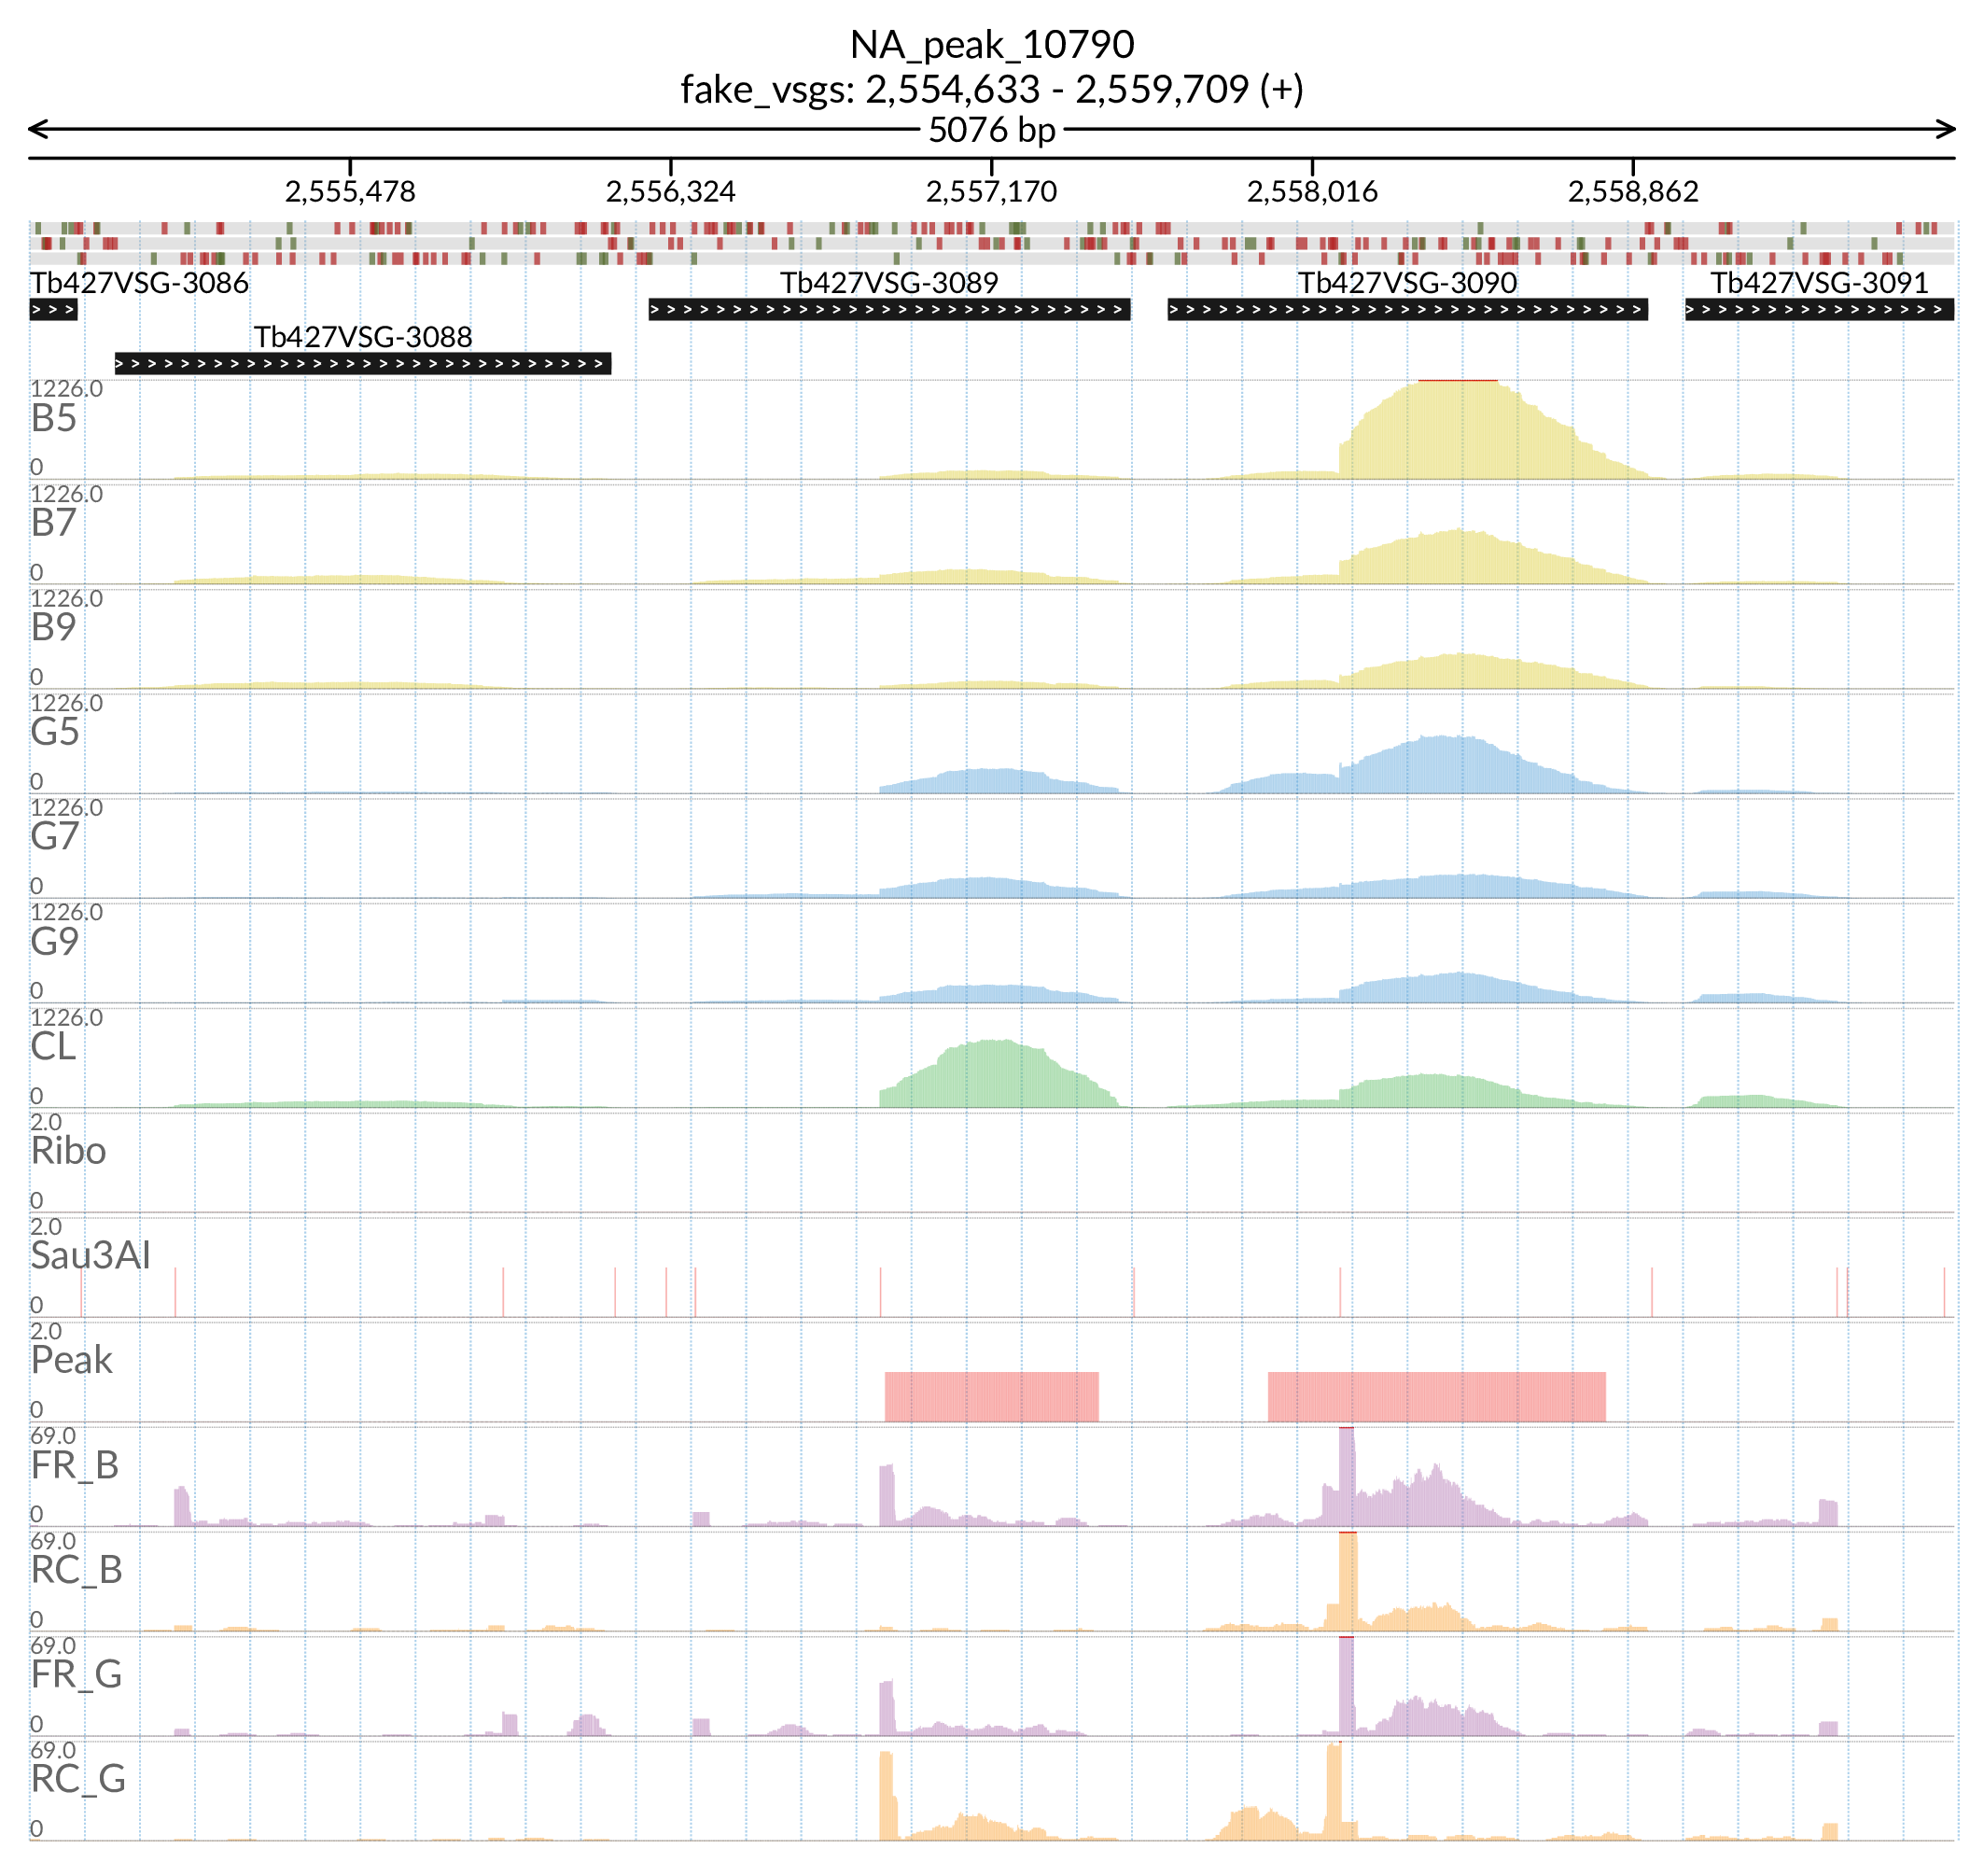 NA_peak_10790
fake_vsgs: 2,554,633 - 2,559,709 (+)
5076 bp
2,555,478 2,556,324 2,557,170 2,558,016 2,558,862
Tb427VSG-3086 Tb427VSG-3089 Tb427VSG-3090 Tb427VSG-3091
Tb427VSG-3088
1226.0
B5
0
1226.0
B7
0
1226.0
B9
0
1226.0
G5
0
1226.0
G7
0
1226.0
G9
0
1226.0
CL
0
2.0
Ribo
0
2.0
Sau3AI
0
2.0
Peak
0
69.0
FR_B
0
69.0
RC_B
0
69.0
FR_G
0
69.0
RC_G
0